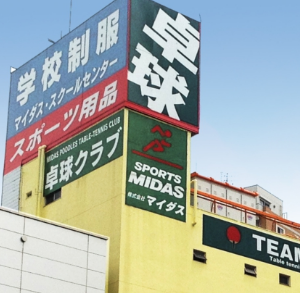 学校制服
マイダス・スクールセンター
スポーツ用品
卓球
MIDAS POODLES TABLE-TENNIS CLUB
卓球クラブ
SPORTS
MIDAS
株式会社 マイダス
TEAM
Table tennis